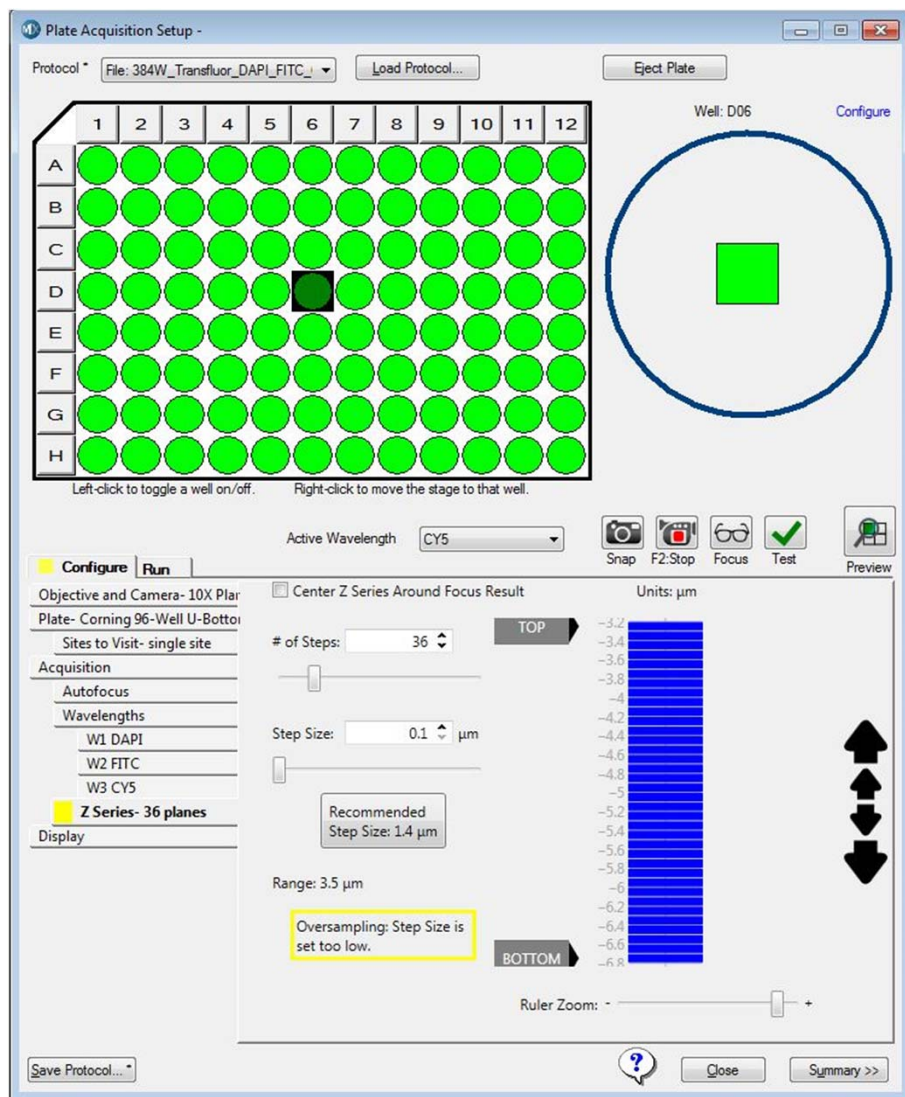 MX Plate Acquisition Setup -
Protocol * File: 384W_Transfluor_DAPI_FITC_ Load Protocol... Eject Plate
Well: D06 Configure
1 2 3 4 5 6 7 8 9 10 11 12
A
B
C
D
E
F
G
H
Left-click to toggle a well on/off. Right-click to move the stage to that well.
Active Wavelength CY5
Snap F2:Stop Focus Test Preview
Configure Run
Objective and Camera- 10X Plan
Plate- Corning 96-Well U-Bottom
Sites to Visit- single site
Acquisition
Autofocus
Wavelengths
W1 DAPI
W2 FITC
W3 CY5
Z Series- 36 planes
Display
Center Z Series Around Focus Result
# of Steps: 36
Step Size: 0.1 µm
Recommended
Step Size: 1.4 µm
Range: 3.5 µm
Oversampling: Step Size is
set too low.
TOP
BOTTOM
Units: µm
-3.2
-3.4
-3.6
-3.8
-4
-4.2
-4.4
-4.6
-4.8
-5
-5.2
-5.4
-5.6
-5.8
-6
-6.2
-6.4
-6.6
-6.8
Ruler Zoom: - +
Save Protocol... * ? Close Summary >>